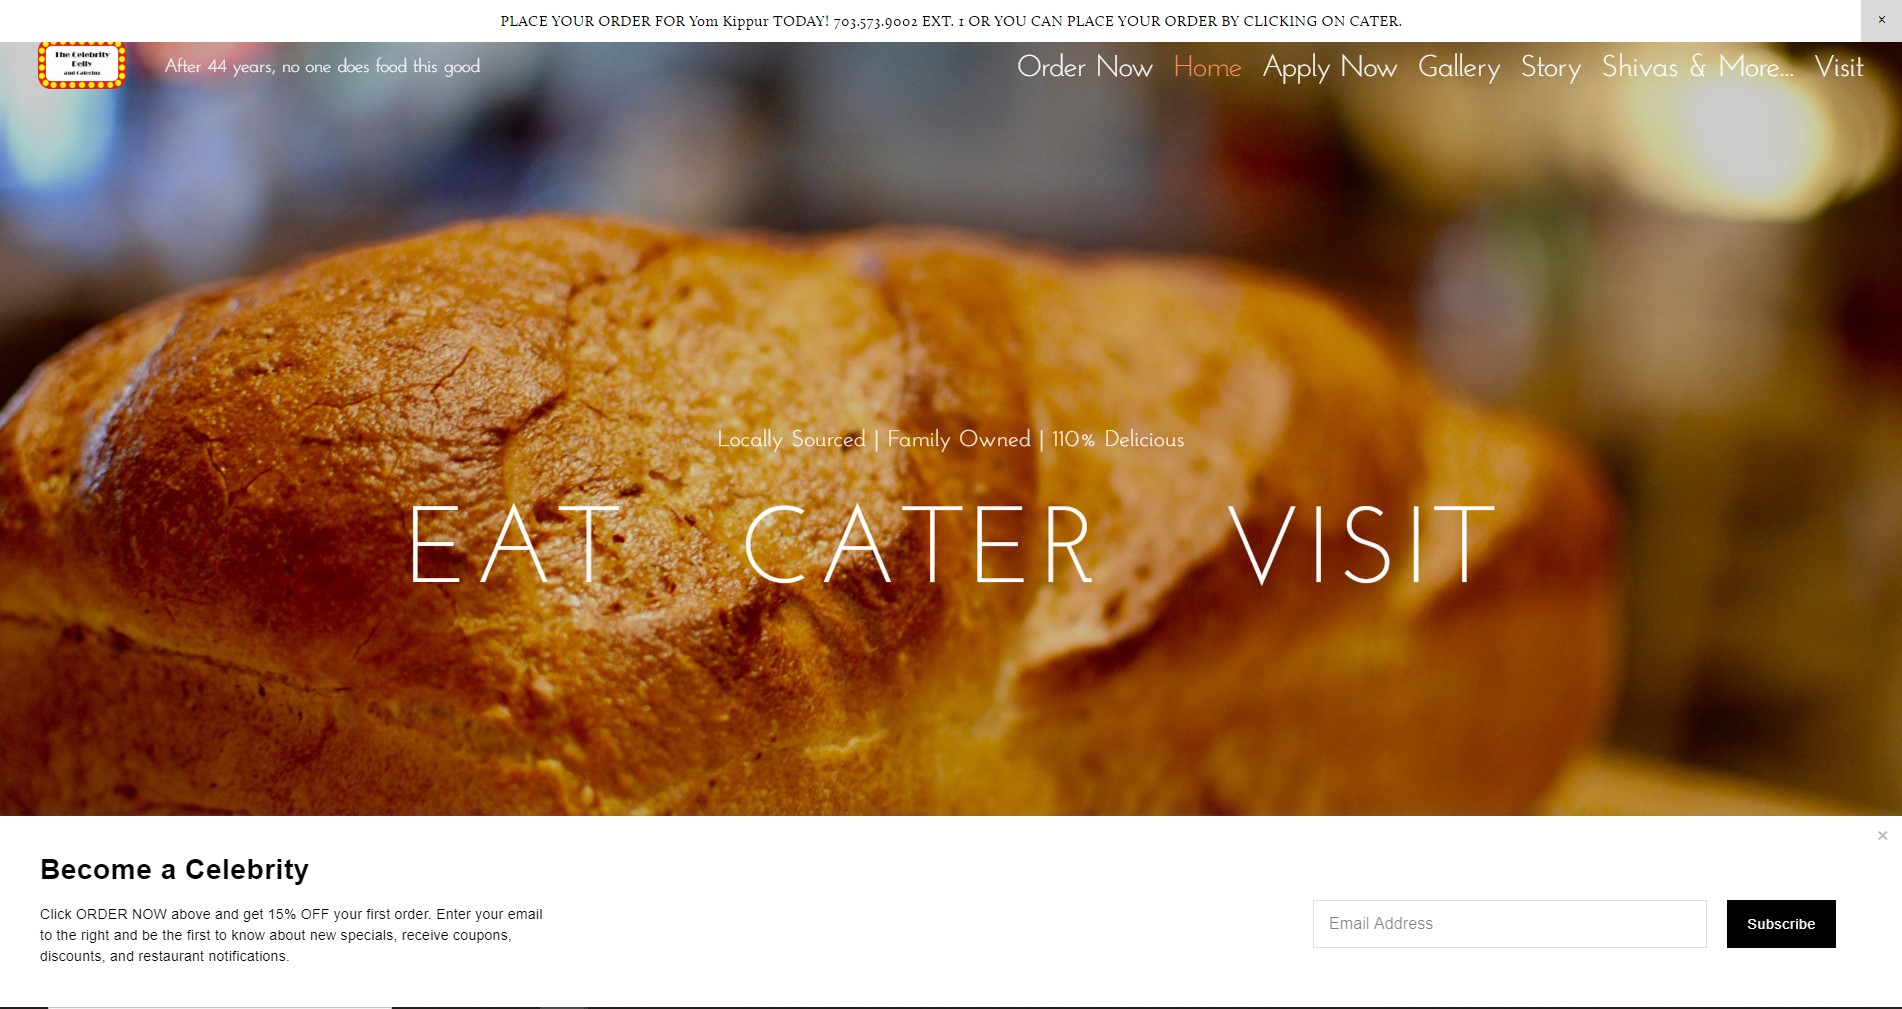 PLACE YOUR ORDER FOR Yom Kippur TODAY! 703.573.9002 EXT. 1 OR YOU CAN PLACE YOUR ORDER BY CLICKING ON CATER.
×
The Celebrity
Delly
and Catering
After 44 years, no one does food this good
Order Now Home Apply Now Gallery Story Shivas & More... Visit
Locally Sourced | Family Owned | 110% Delicious
EAT CATER VISIT
×
Become a Celebrity
Click ORDER NOW above and get 15% OFF your first order. Enter your email
to the right and be the first to know about new specials, receive coupons,
discounts, and restaurant notifications.
Email Address
Subscribe